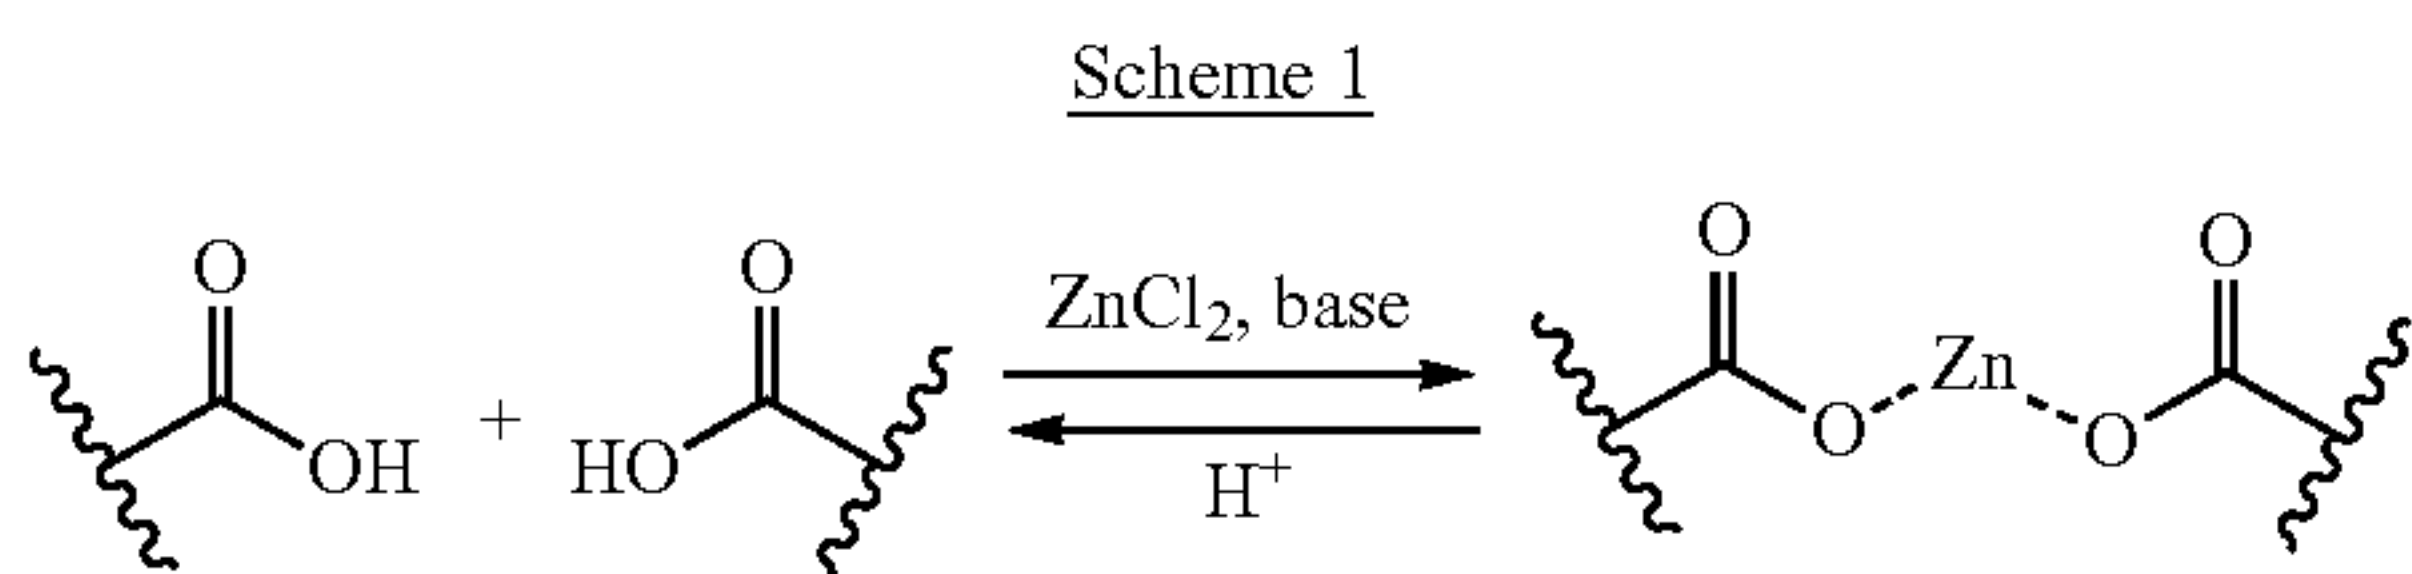 Scheme 1
O O ZnCl₂, base O O
OH + HO H⁺ O Zn O